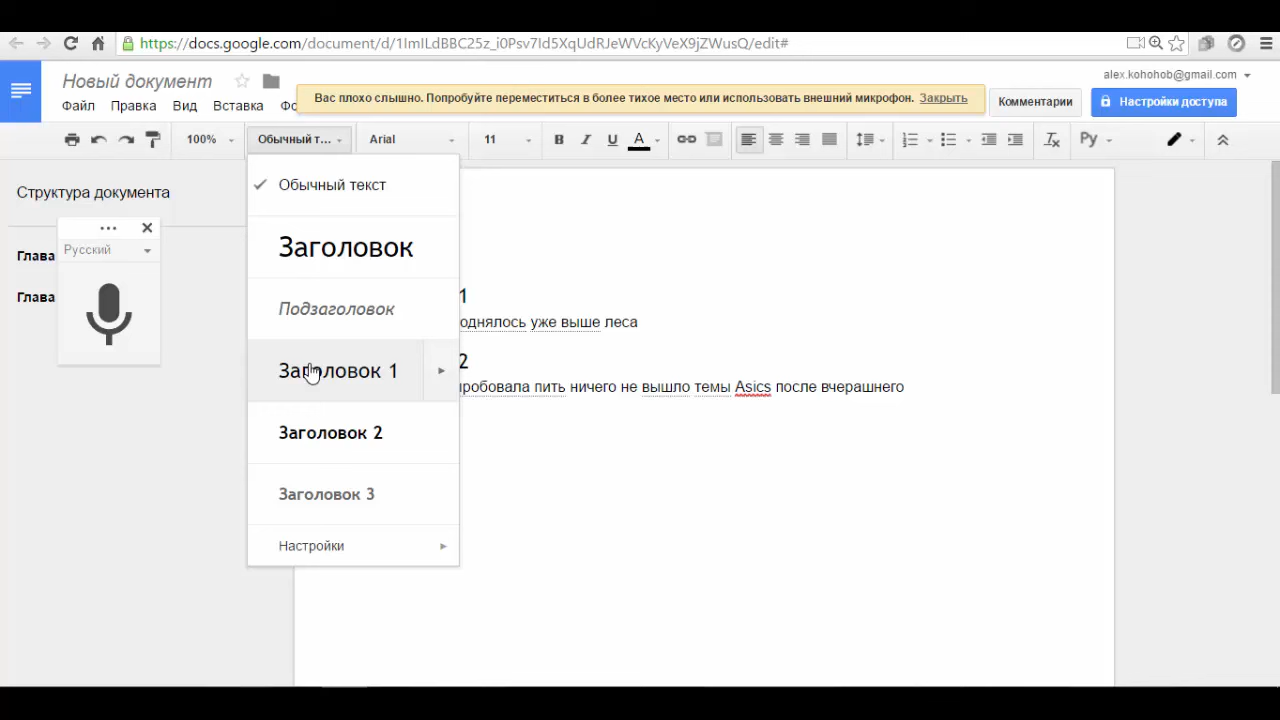 https://docs.google.com/document/d/1ImILdBBC25z_i0Psv7Id5XqUdRJeWVcKyVeX9jZWusQ/edit#
Новый документ
alex.kohohob@gmail.com
Вас плохо слышно. Попробуйте переместиться в более тихое место или использовать внешний микрофон. Закрыть
Комментарии
Настройки доступа
Файл Правка Вид Вставка Фо
100% Обычный т... Arial 11 B I U A Ру
Структура документа
Русский
Глава
Глава
Обычный текст
Заголовок
Подзаголовок
Заголовок 1
Заголовок 2
Заголовок 3
Настройки
1
однялось уже выше леса
2
пробовала пить ничего не вышло темы Asics после вчерашнего